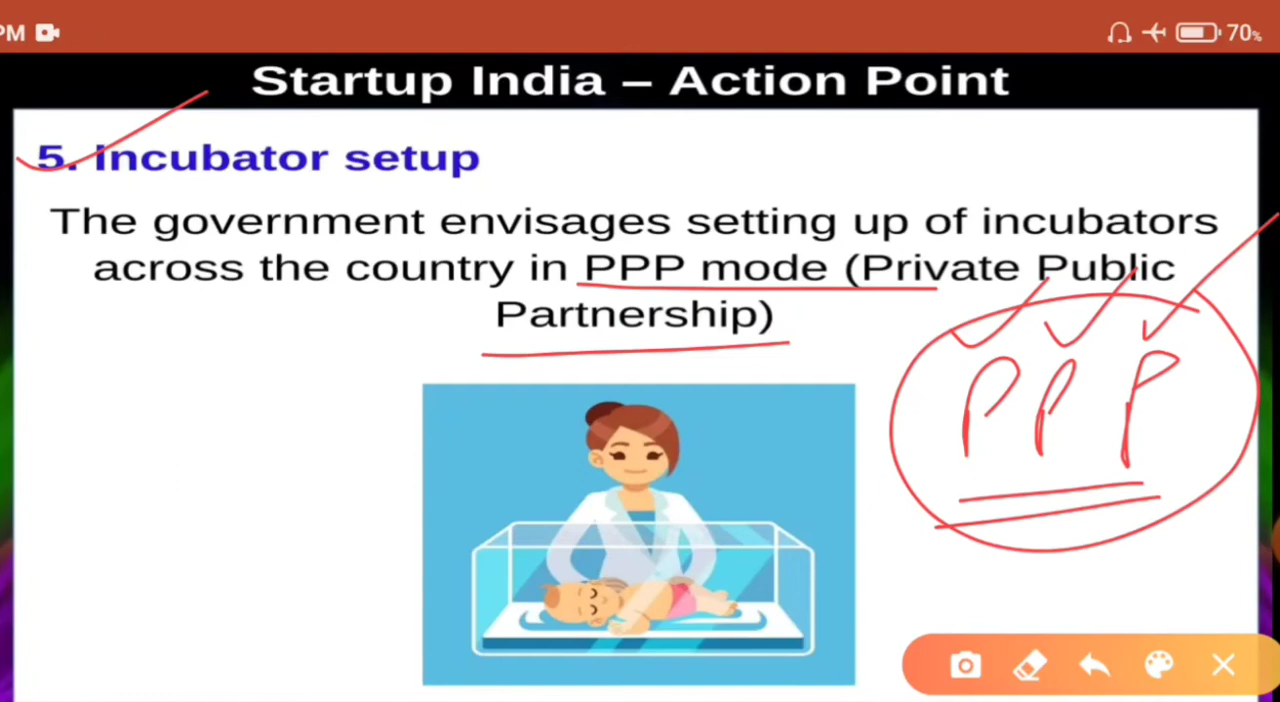 PM
70%
Startup India – Action Point
5. Incubator setup
The government envisages setting up of incubators
across the country in PPP mode (Private Public
Partnership)
PPP